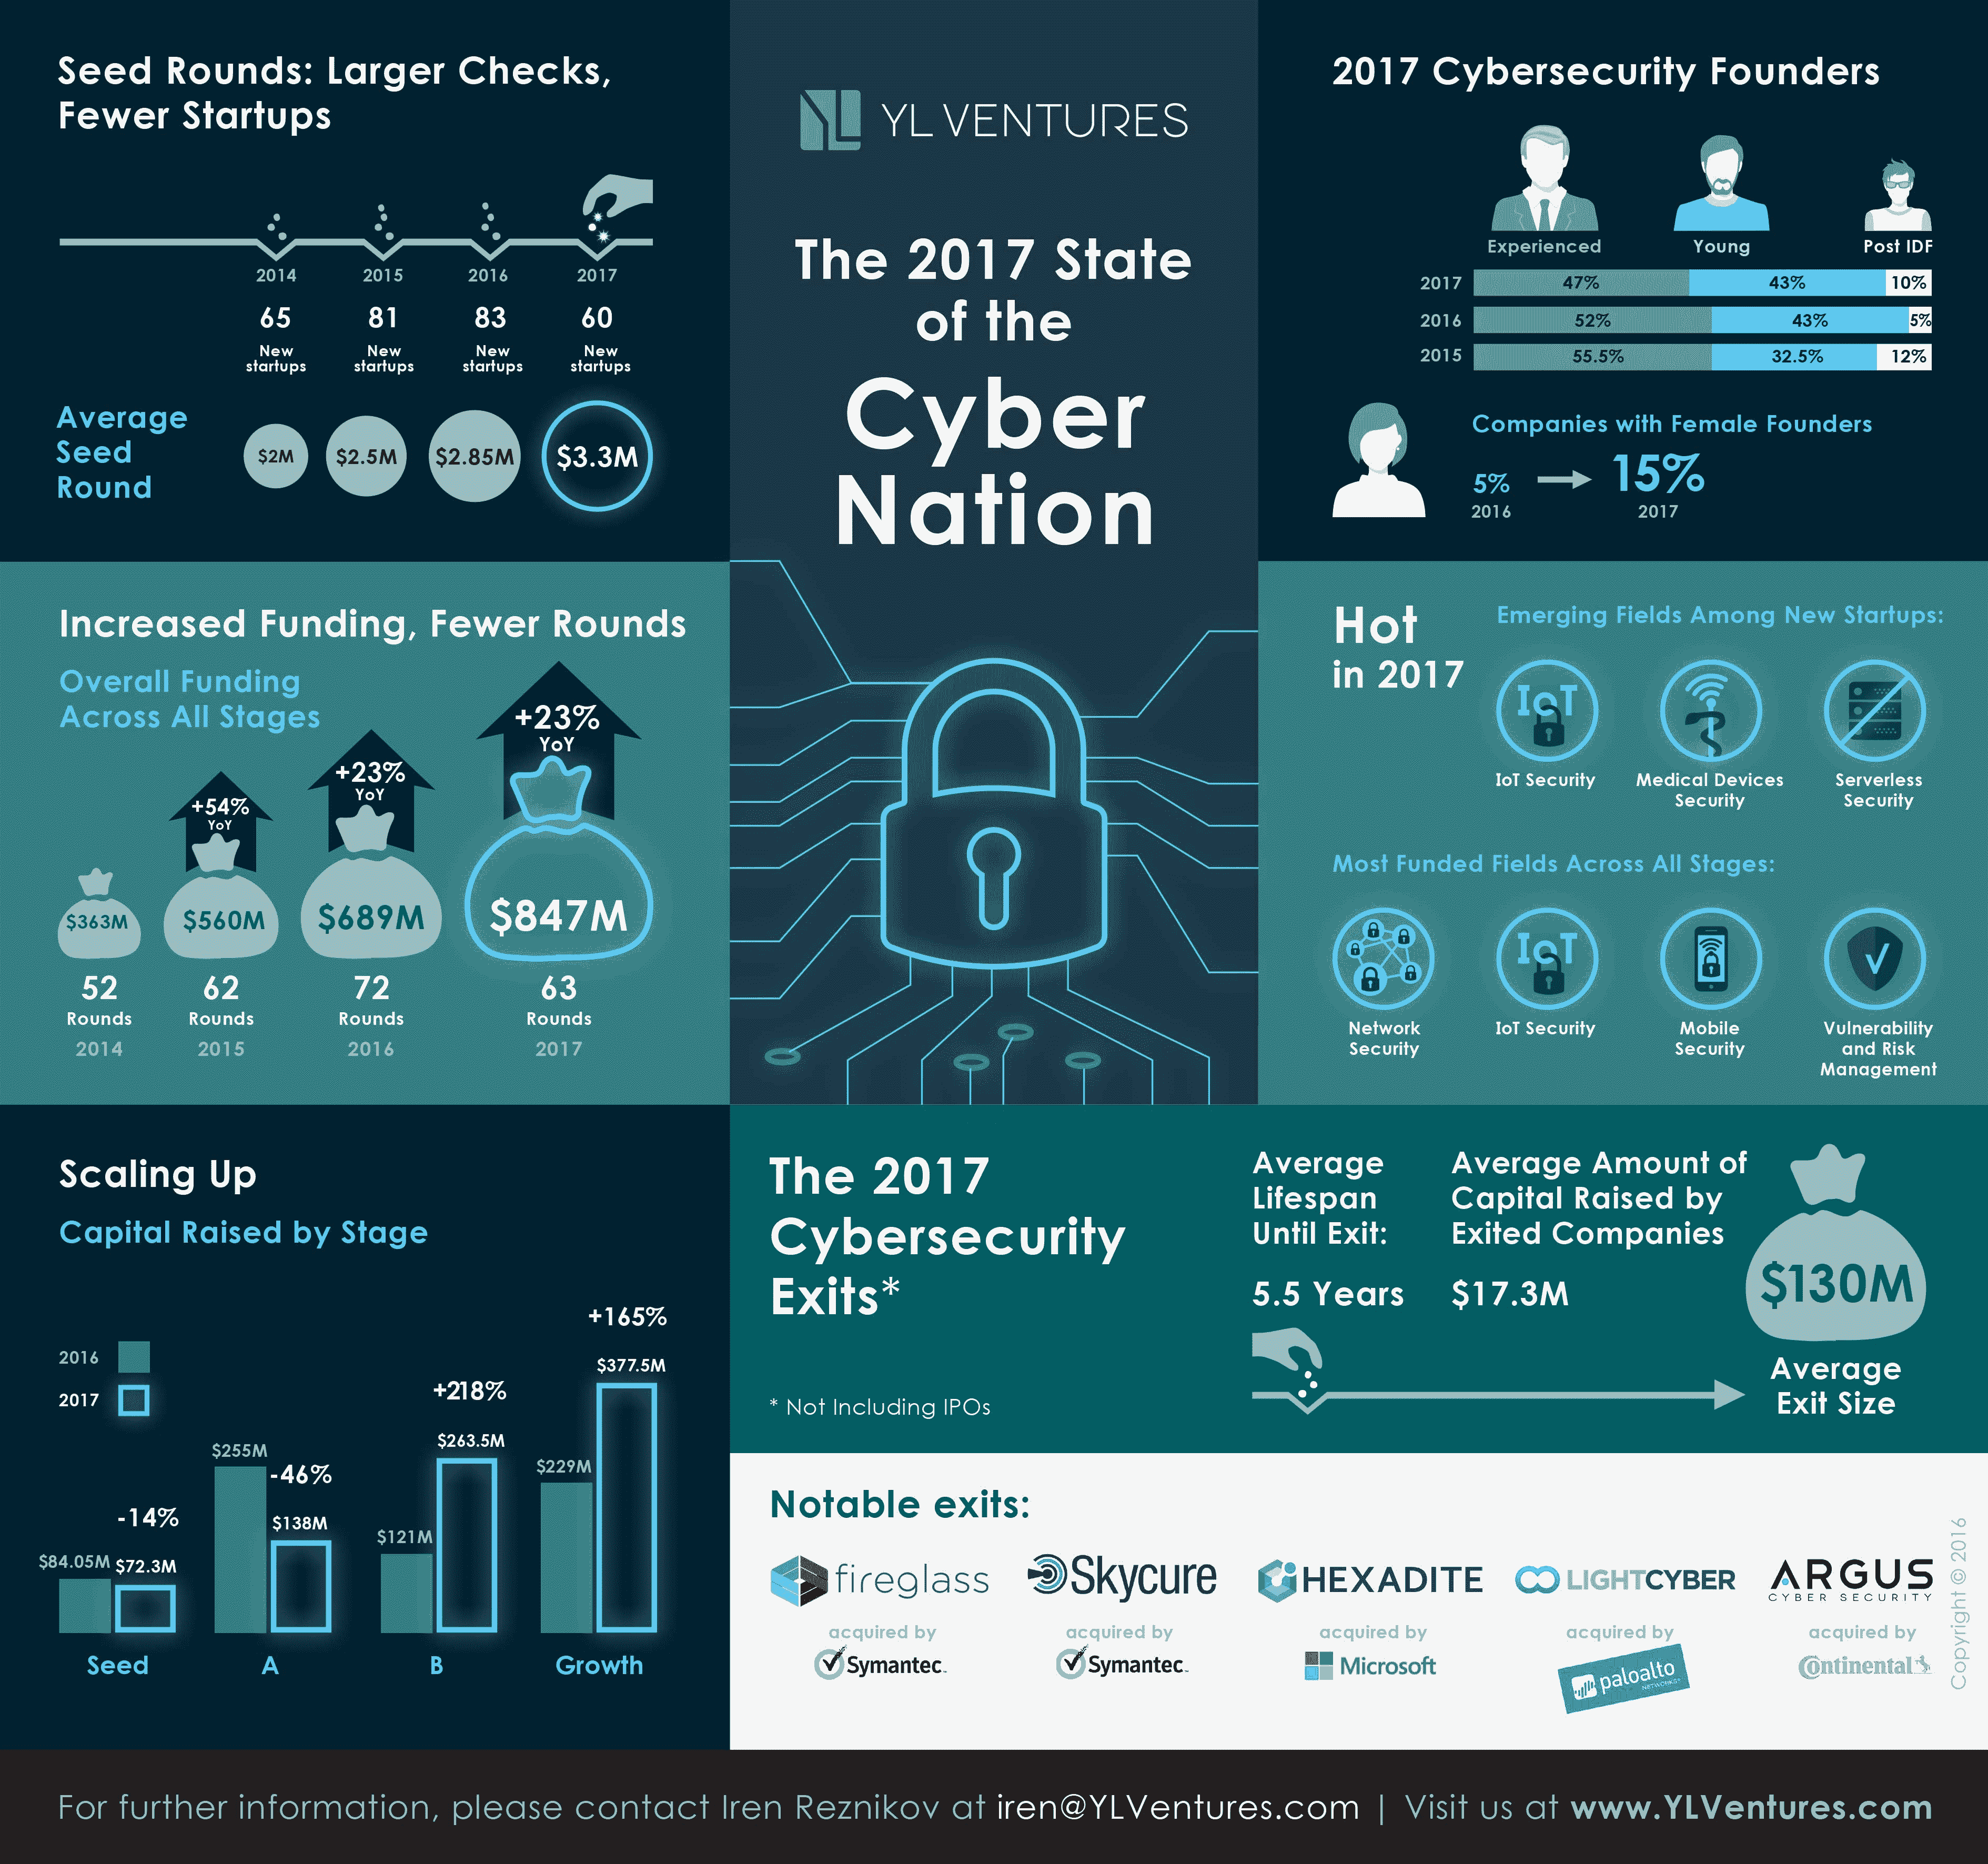 Seed Rounds: Larger Checks,
Fewer Startups
2014 2015 2016 2017
65 81 83 60
New New New New
startups startups startups startups
Average
Seed
Round
$2M $2.5M $2.85M $3.3M
YL VENTURES
The 2017 State
of the
Cyber
Nation
2017 Cybersecurity Founders
Experienced Young Post IDF
2017 47% 43% 10%
2016 52% 43% 5%
2015 55.5% 32.5% 12%
Companies with Female Founders
5% 15%
2016 2017
Increased Funding, Fewer Rounds
Overall Funding
Across All Stages
+54%
YoY
+23%
YoY
+23%
YoY
$363M $560M $689M $847M
52 62 72 63
Rounds Rounds Rounds Rounds
2014 2015 2016 2017
Hot
in 2017
Emerging Fields Among New Startups:
IoT
IoT Security
Medical Devices
Security
Serverless
Security
Most Funded Fields Across All Stages:
IoT
Network
Security
IoT Security
Mobile
Security
Vulnerability
and Risk
Management
Scaling Up
Capital Raised by Stage
2016
2017
-14%
$84.05M $72.3M
Seed
$255M
-46%
$138M
A
+218%
$121M
$263.5M
B
+165%
$229M
$377.5M
Growth
The 2017
Cybersecurity
Exits*
* Not Including IPOs
Average
Lifespan
Until Exit:
5.5 Years
Average Amount of
Capital Raised by
Exited Companies
$17.3M
$130M
Average
Exit Size
Notable exits:
fireglass
acquired by
Symantec.
Skycure
acquired by
Symantec.
HEXADITE
acquired by
Microsoft
LIGHTCYBER
acquired by
paloalto
NETWORKS
ARGUS
CYBER SECURITY
acquired by
Continental
Copyright © 2016
For further information, please contact Iren Reznikov at iren@YLVentures.com | Visit us at www.YLVentures.com